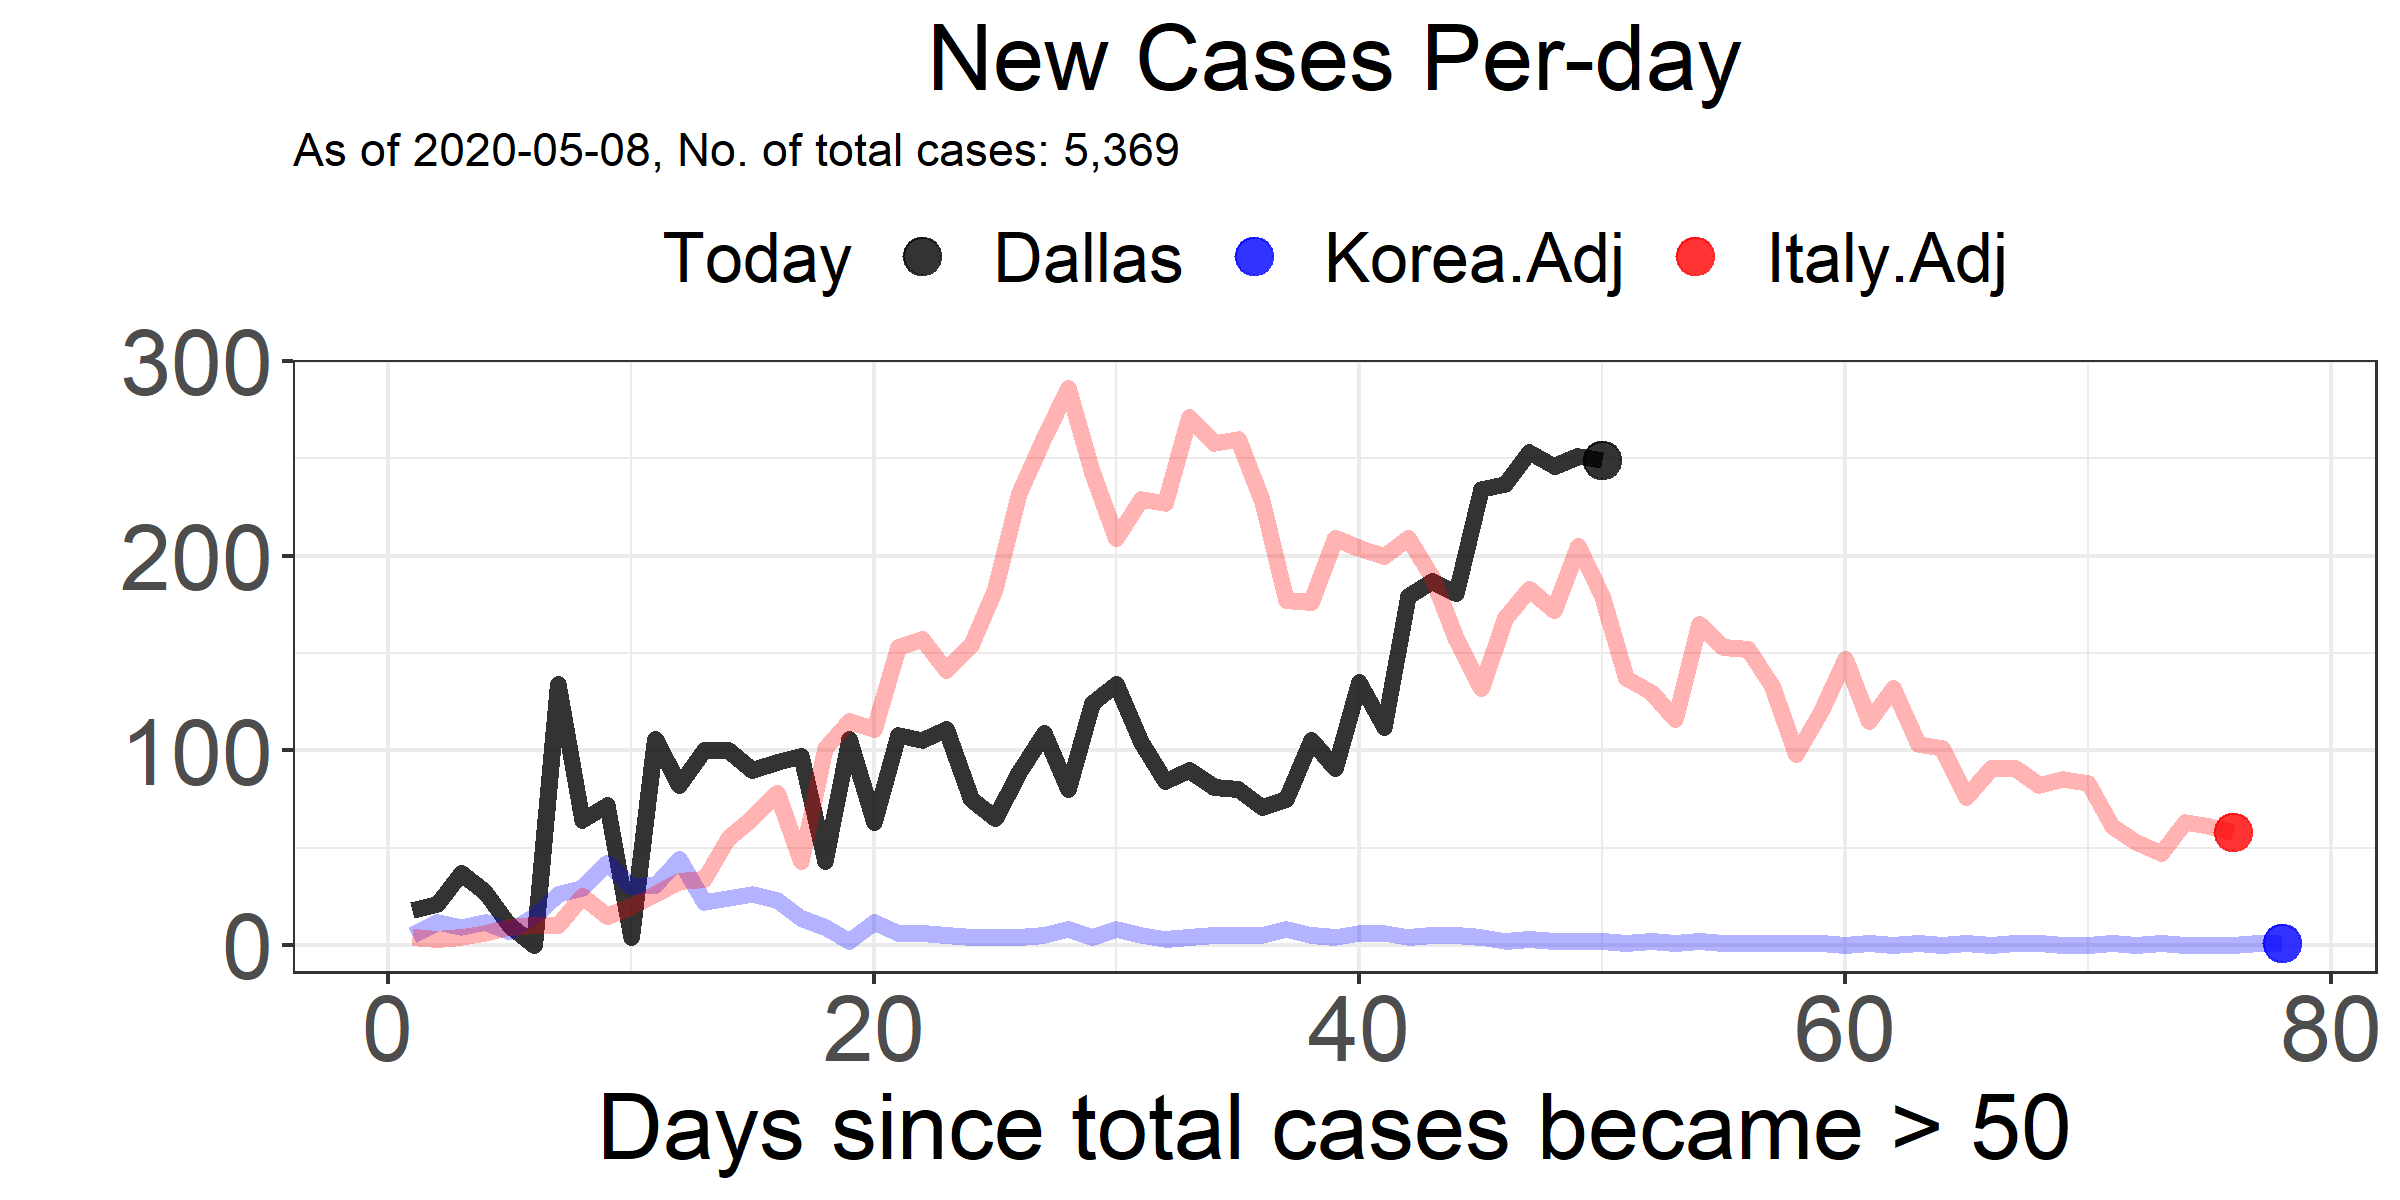 New Cases Per-day
As of 2020-05-08, No. of total cases: 5,369
Today Dallas Korea.Adj Italy.Adj
300
200
100
0
0 20 40 60 80
Days since total cases became > 50